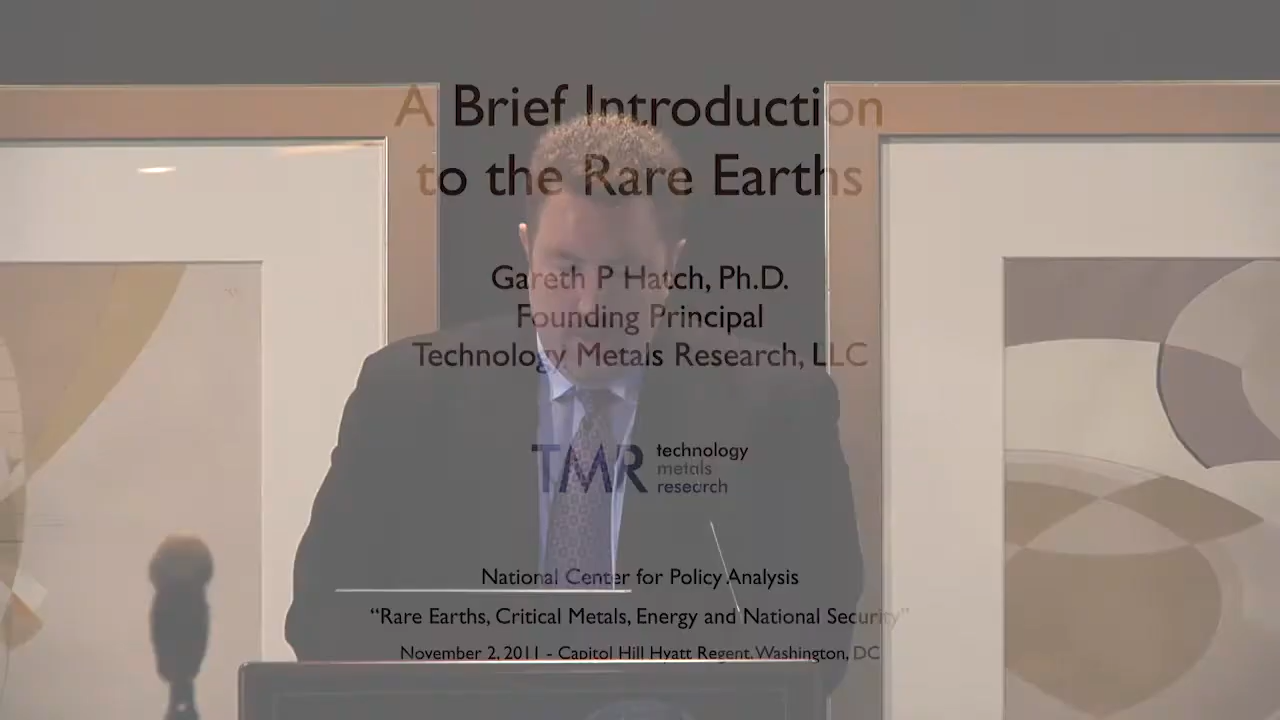 A Brief Introduction
to the Rare Earths
Gareth P Hatch, Ph.D.
Founding Principal
Technology Metals Research, LLC
TMR technology
metals
research
National Center for Policy Analysis
“Rare Earths, Critical Metals, Energy and National Security”
November 2, 2011 - Capitol Hill Hyatt Regent, Washington, DC